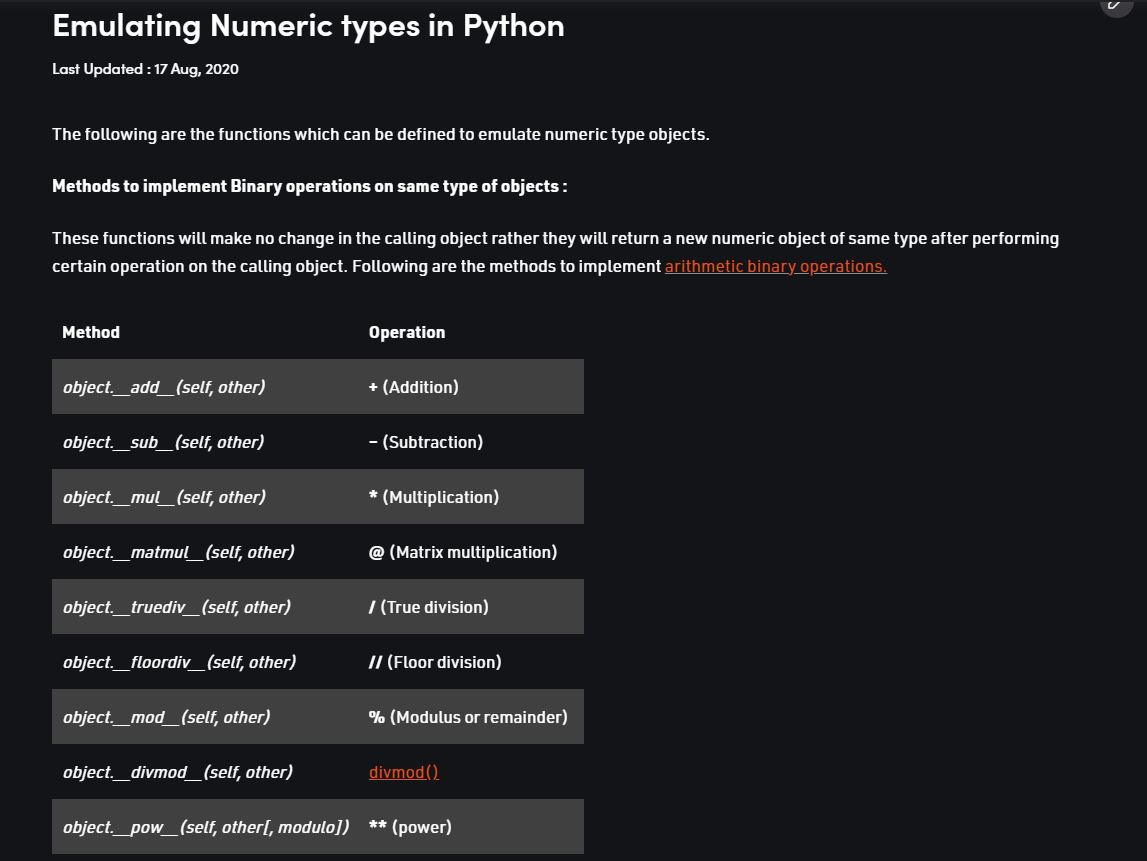 Emulating Numeric types in Python
Last Updated : 17 Aug, 2020
The following are the functions which can be defined to emulate numeric type objects.
Methods to implement Binary operations on same type of objects :
These functions will make no change in the calling object rather they will return a new numeric object of same type after performing
certain operation on the calling object. Following are the methods to implement arithmetic binary operations.
Method Operation
object.__add__(self, other) + (Addition)
object.__sub__(self, other) – (Subtraction)
object.__mul__(self, other) * (Multiplication)
object.__matmul__(self, other) @ (Matrix multiplication)
object.__truediv__(self, other) / (True division)
object.__floordiv__(self, other) // (Floor division)
object.__mod__(self, other) % (Modulus or remainder)
object.__divmod__(self, other) divmod()
object.__pow__(self, other[, modulo]) ** (power)